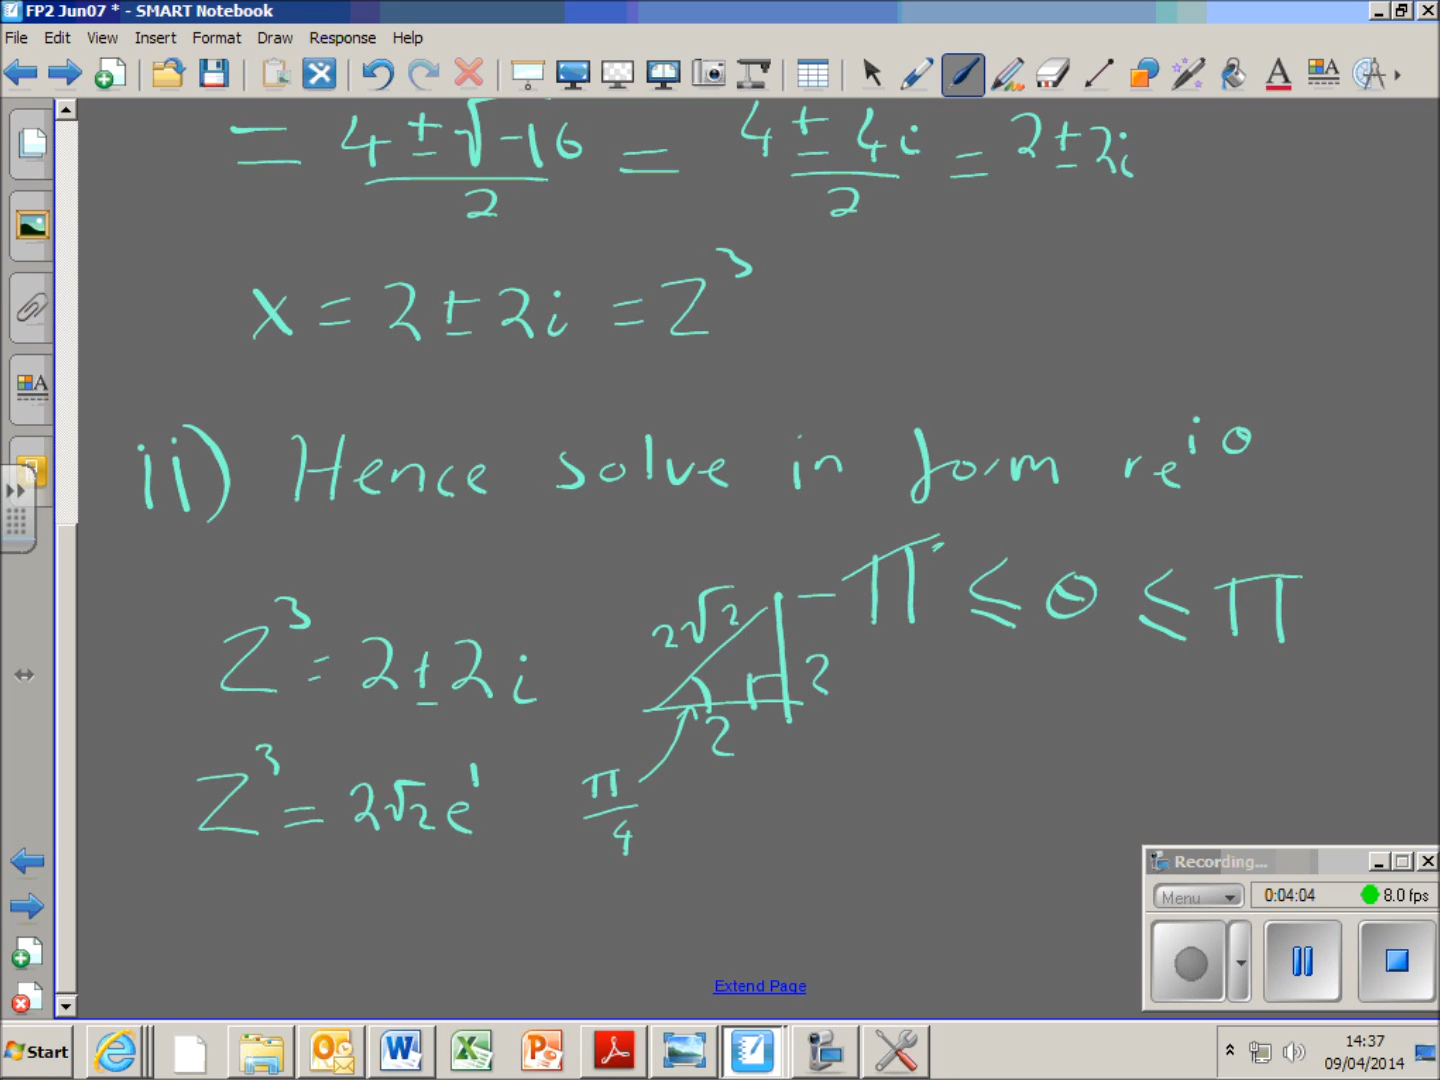 FP2 Jun07 * - SMART Notebook
File Edit View Insert Format Draw Response Help
= 4 ± √-16 / 2 = 4 ± 4i / 2 = 2 ± 2i
x = 2 ± 2i = Z³
ii) Hence solve in form re^iθ
-π ≤ θ ≤ π
Z³ = 2 ± 2i
2√2
2
2
Z³ = 2√2 e^i
π/4
Recording...
Menu 0:04:04 8.0 fps
Extend Page
Start
14:37
09/04/2014